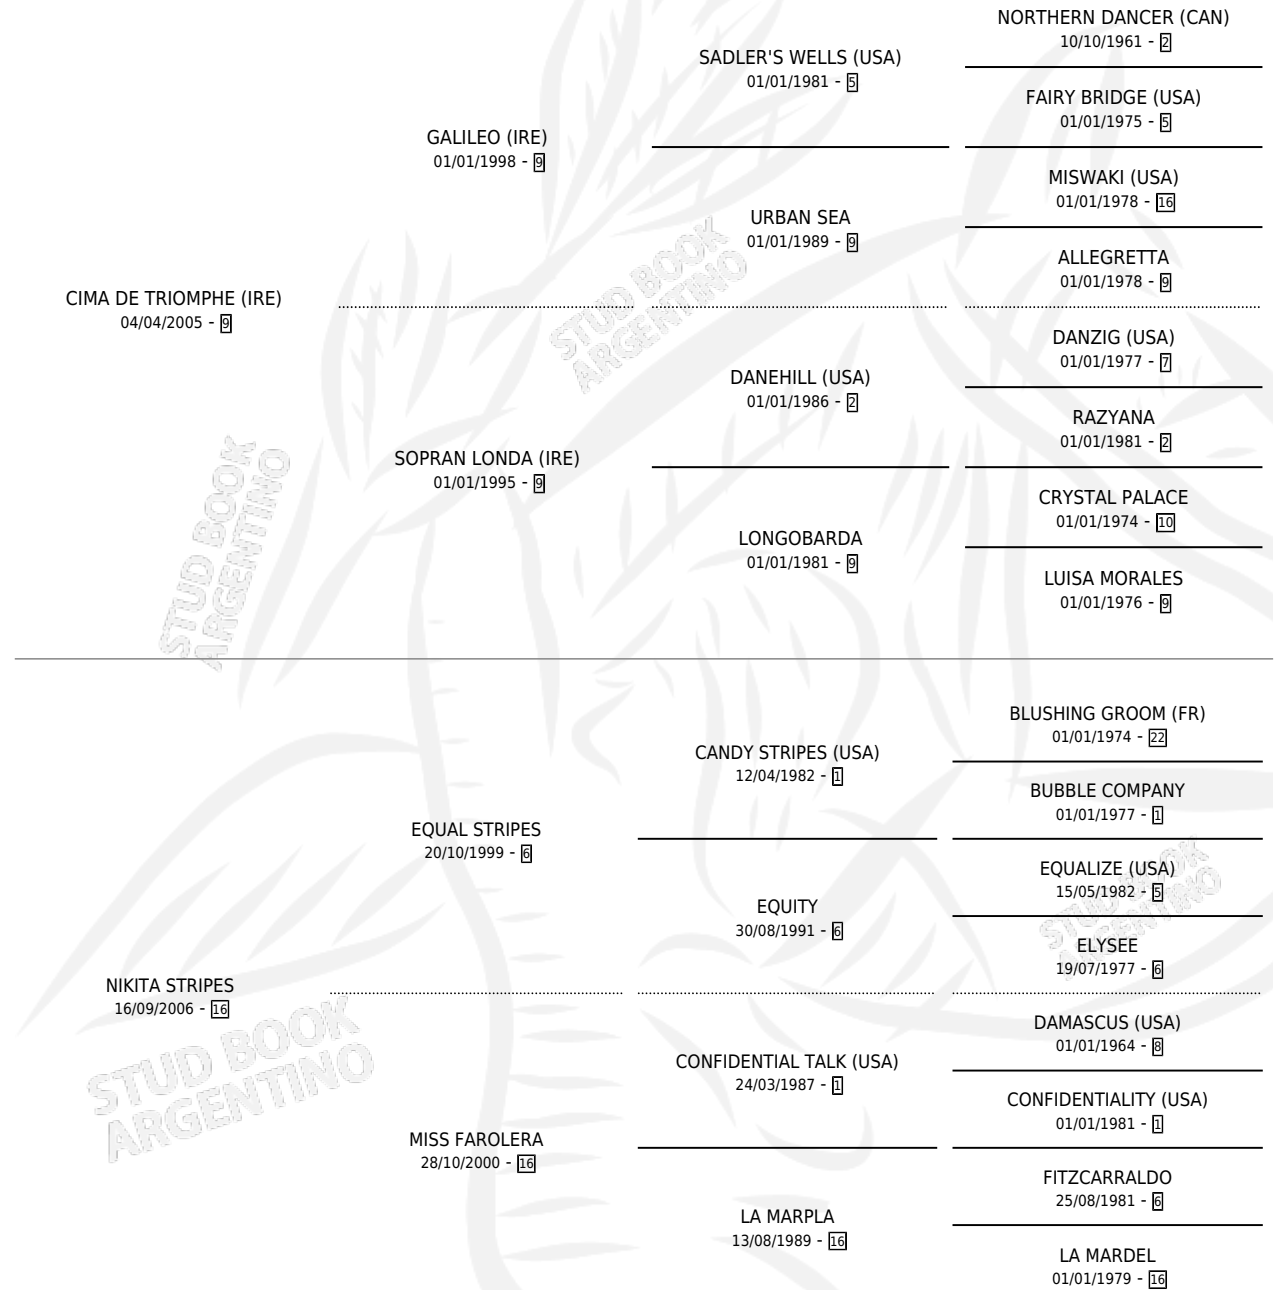 NORTHERN DANCER (CAN)
10/10/1961 - 2
SADLER'S WELLS (USA)
01/01/1981 - 5
FAIRY BRIDGE (USA)
01/01/1975 - 5
GALILEO (IRE)
01/01/1998 - 9
MISWAKI (USA)
01/01/1978 - 16
URBAN SEA
01/01/1989 - 9
ALLEGRETTA
01/01/1978 - 9
CIMA DE TRIOMPHE (IRE)
04/04/2005 - 9
DANZIG (USA)
01/01/1977 - 7
DANEHILL (USA)
01/01/1986 - 2
RAZYANA
01/01/1981 - 2
SOPRAN LONDA (IRE)
01/01/1995 - 9
CRYSTAL PALACE
01/01/1974 - 10
LONGOBARDA
01/01/1981 - 9
LUISA MORALES
01/01/1976 - 9
BLUSHING GROOM (FR)
01/01/1974 - 22
CANDY STRIPES (USA)
12/04/1982 - 1
BUBBLE COMPANY
01/01/1977 - 1
EQUAL STRIPES
20/10/1999 - 6
EQUALIZE (USA)
15/05/1982 - 5
EQUITY
30/08/1991 - 6
ELYSEE
19/07/1977 - 6
NIKITA STRIPES
16/09/2006 - 16
DAMASCUS (USA)
01/01/1964 - 8
CONFIDENTIAL TALK (USA)
24/03/1987 - 1
CONFIDENTIALITY (USA)
01/01/1981 - 1
MISS FAROLERA
28/10/2000 - 16
FITZCARRALDO
25/08/1981 - 6
LA MARPLA
13/08/1989 - 16
LA MARDEL
01/01/1979 - 16
STUD BOOK
ARGENTINO
STUD BOOK
ARGENTINO
STUD BOOK
ARGENTINO
STUD BOOK
ARGENTINO